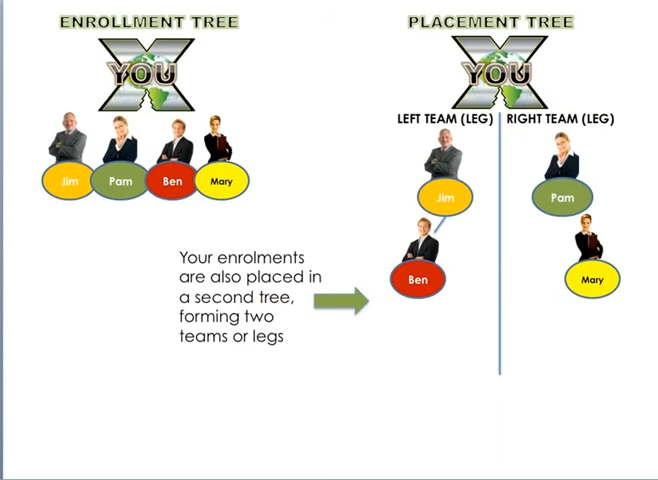 ENROLLMENT TREE
YOU
Jim
Pam
Ben
Mary
PLACEMENT TREE
YOU
LEFT TEAM (LEG)
RIGHT TEAM (LEG)
Jim
Pam
Ben
Mary
Your enrolments
are also placed in
a second tree,
forming two
teams or legs